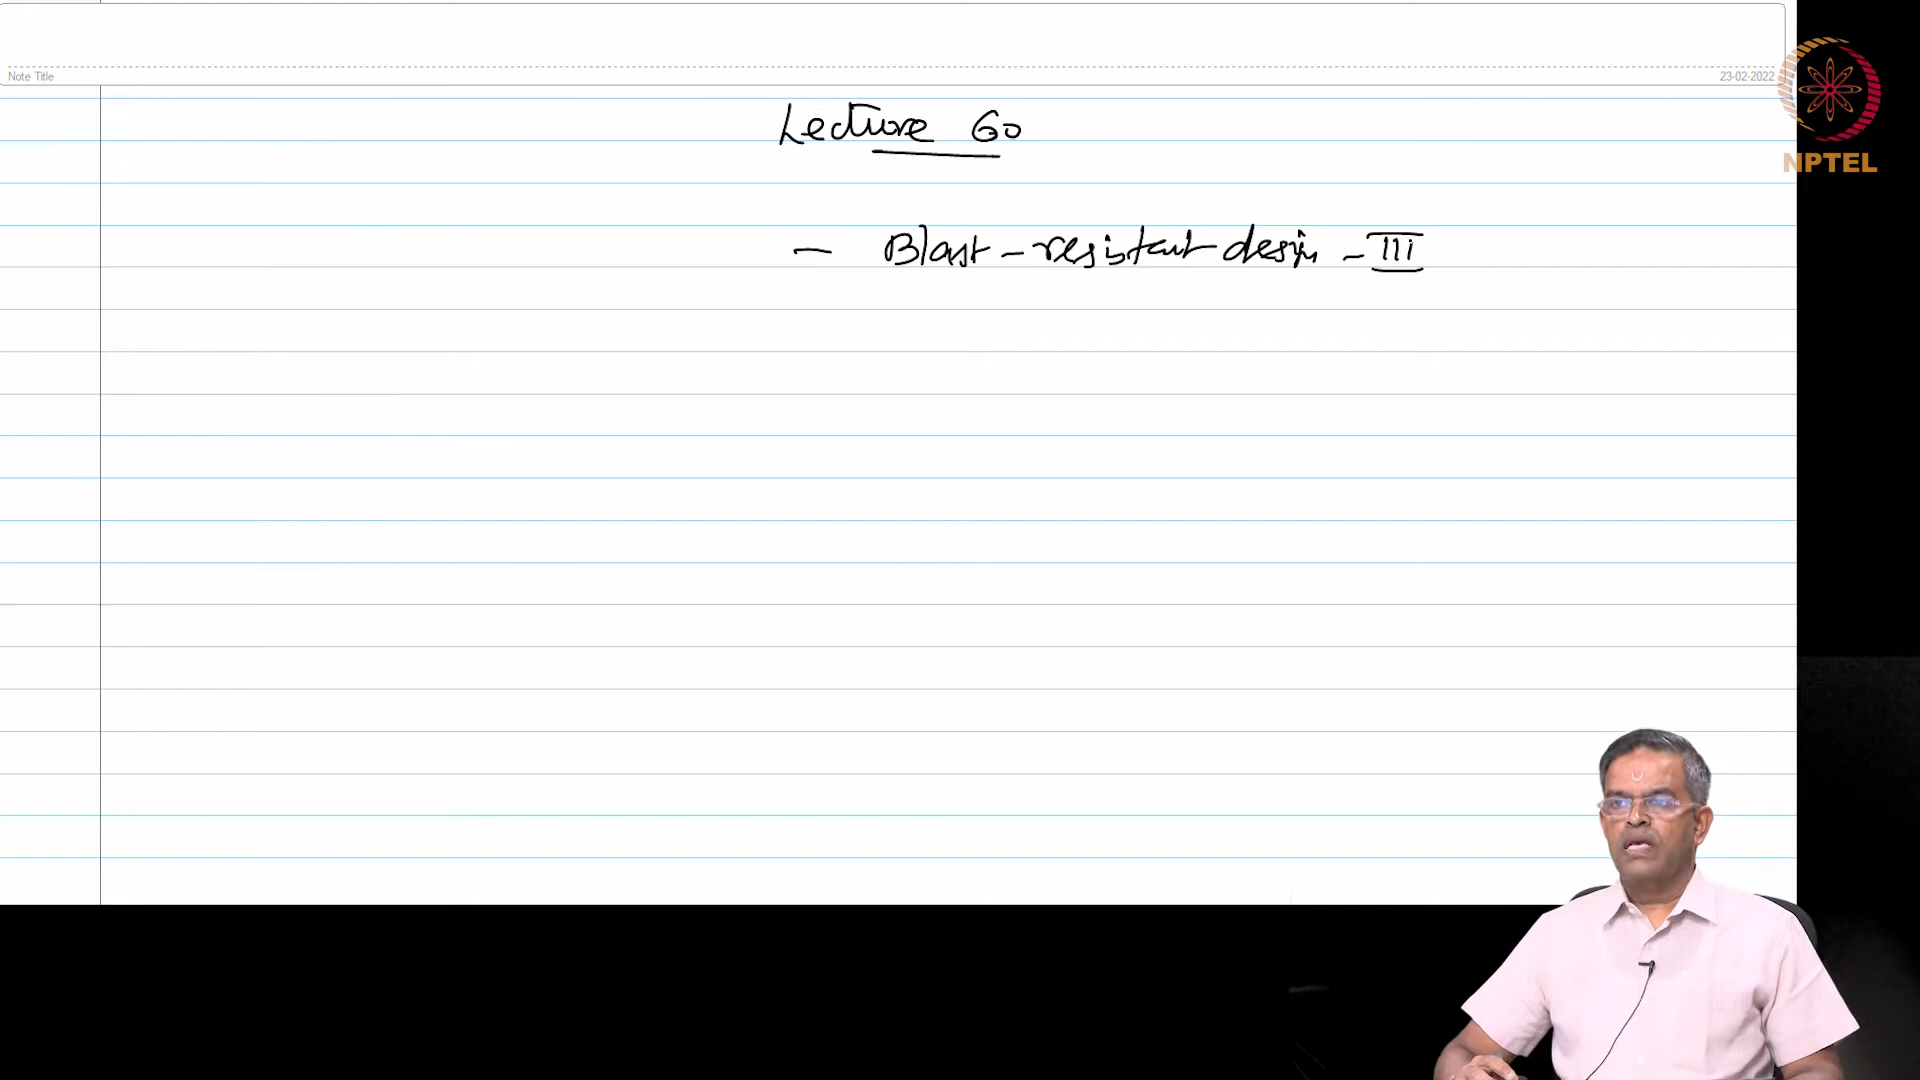 Note Title
23-02-2022
NPTEL
Lecture 60
- Blast-resistant design - III